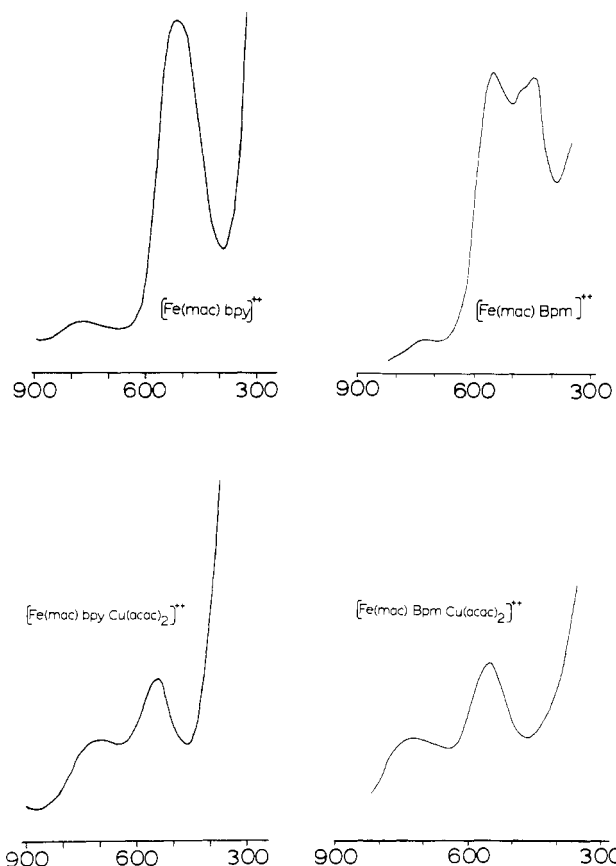 [Fe(mac) bpy]++
900 600 300
[Fe(mac) Bpm]++
900 600 300
[Fe(mac) bpy Cu(acac)2]++
900 600 300
[Fe(mac) Bpm Cu(acac)2]++
900 600 300